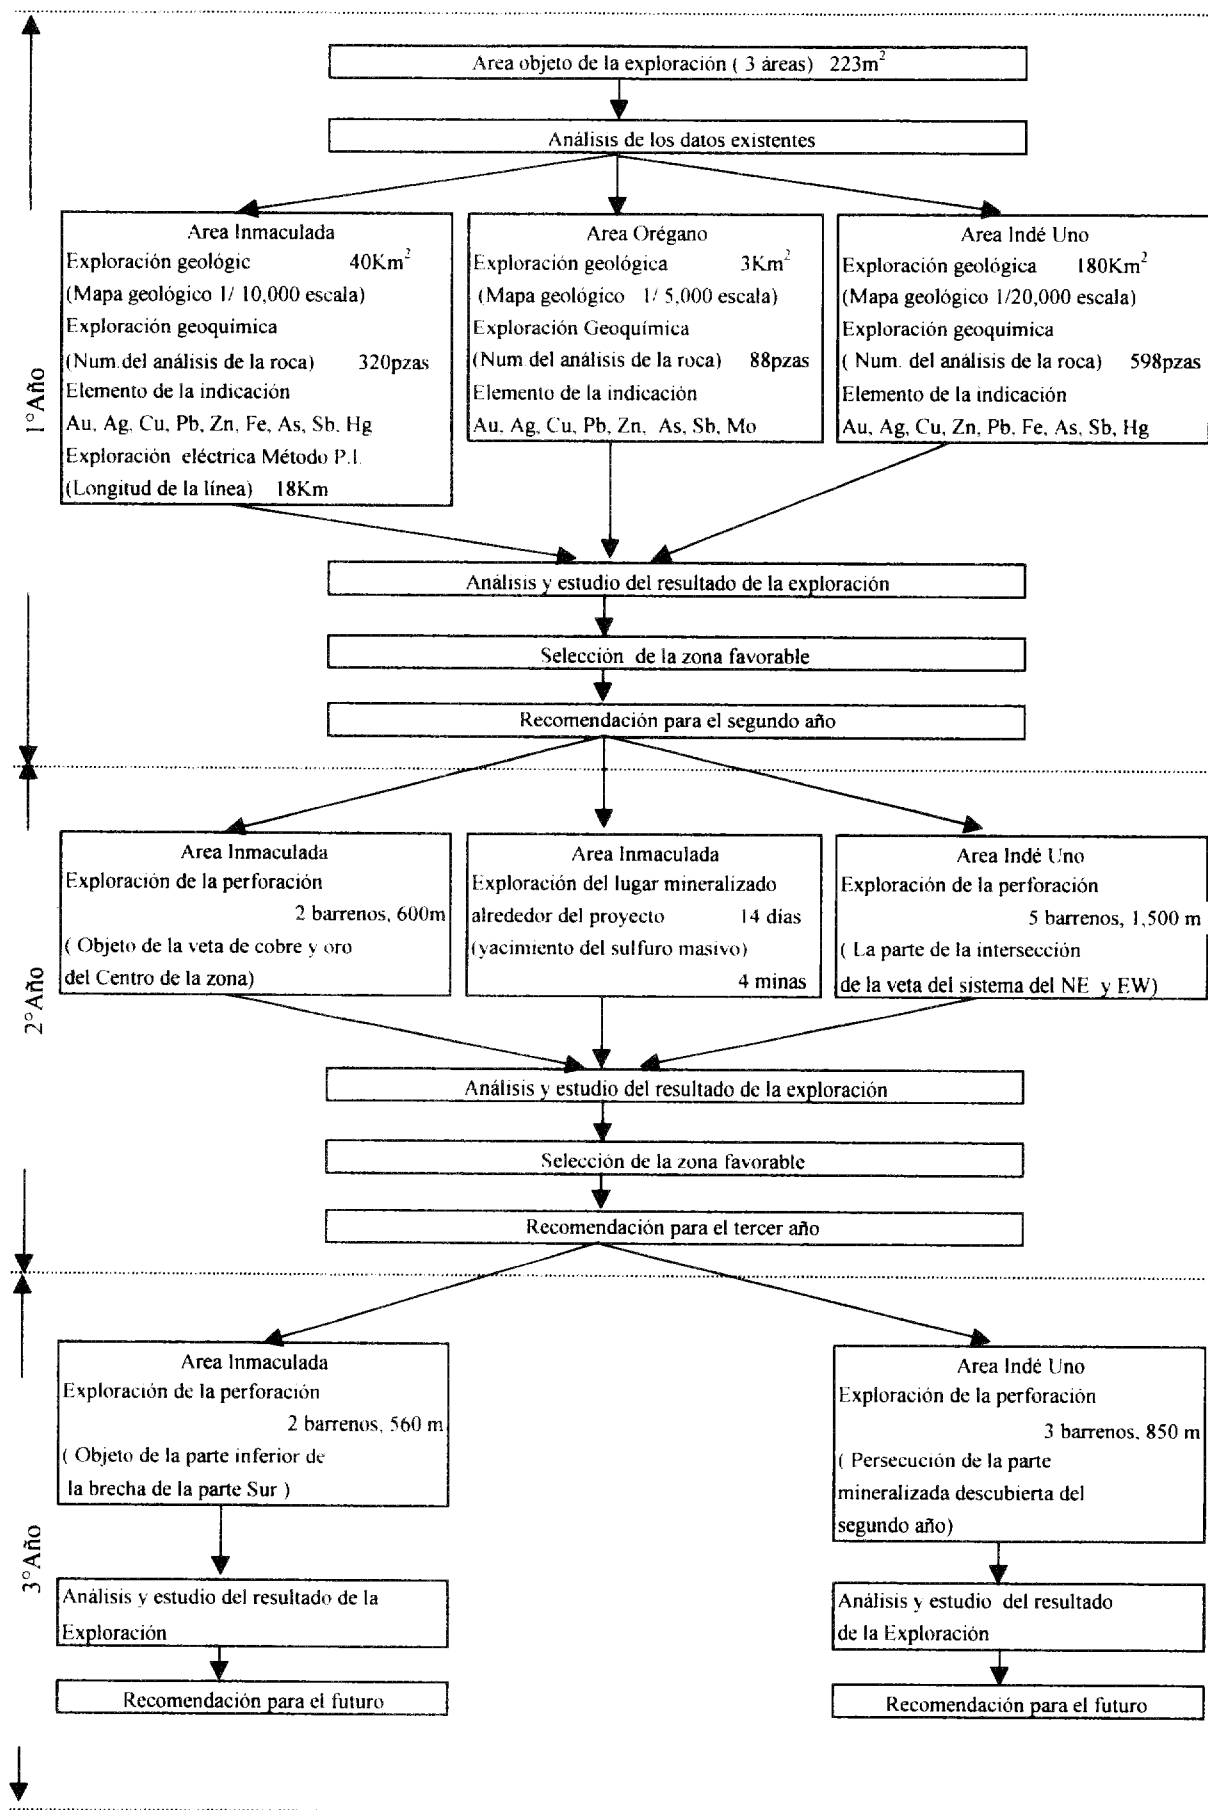 Area objeto de la exploración ( 3 áreas) 223m²
Análisis de los datos existentes
1°Año
Area Inmaculada
Exploración geológic 40Km²
(Mapa geológico 1/ 10,000 escala)
Exploración geoquímica
(Num.del análisis de la roca) 320pzas
Elemento de la indicación
Au, Ag, Cu, Pb, Zn, Fe, As, Sb, Hg
Exploración eléctrica Método P.I.
(Longitud de la línea) 18Km
Area Orégano
Exploración geológica 3Km²
(Mapa geológico 1/ 5,000 escala)
Exploración Geoquímica
(Num.del análisis de la roca) 88pzas
Elemento de la indicación
Au, Ag, Cu, Pb, Zn, As, Sb, Mo
Area Indé Uno
Exploración geológica 180Km²
(Mapa geológico 1/20,000 escala)
Exploración geoquímica
( Num. del análisis de la roca) 598pzas
Elemento de la indicación
Au, Ag, Cu, Zn, Pb, Fe, As, Sb, Hg
Análisis y estudio del resultado de la exploración
Selección de la zona favorable
Recomendación para el segundo año
2°Año
Area Inmaculada
Exploración de la perforación
2 barrenos, 600m
( Objeto de la veta de cobre y oro
del Centro de la zona)
Area Inmaculada
Exploración del lugar mineralizado
alrededor del proyecto 14 días
(yacimiento del sulfuro masivo)
4 minas
Area Indé Uno
Exploración de la perforación
5 barrenos, 1,500 m
( La parte de la intersección
de la veta del sistema del NE y EW)
Análisis y estudio del resultado de la exploración
Selección de la zona favorable
Recomendación para el tercer año
3°Año
Area Inmaculada
Exploración de la perforación
2 barrenos, 560 m
( Objeto de la parte inferior de
la brecha de la parte Sur )
Análisis y estudio del resultado de la
Exploración
Recomendación para el futuro
Area Indé Uno
Exploración de la perforación
3 barrenos, 850 m
( Persecución de la parte
mineralizada descubierta del
segundo año)
Análisis y estudio del resultado
de la Exploración
Recomendación para el futuro